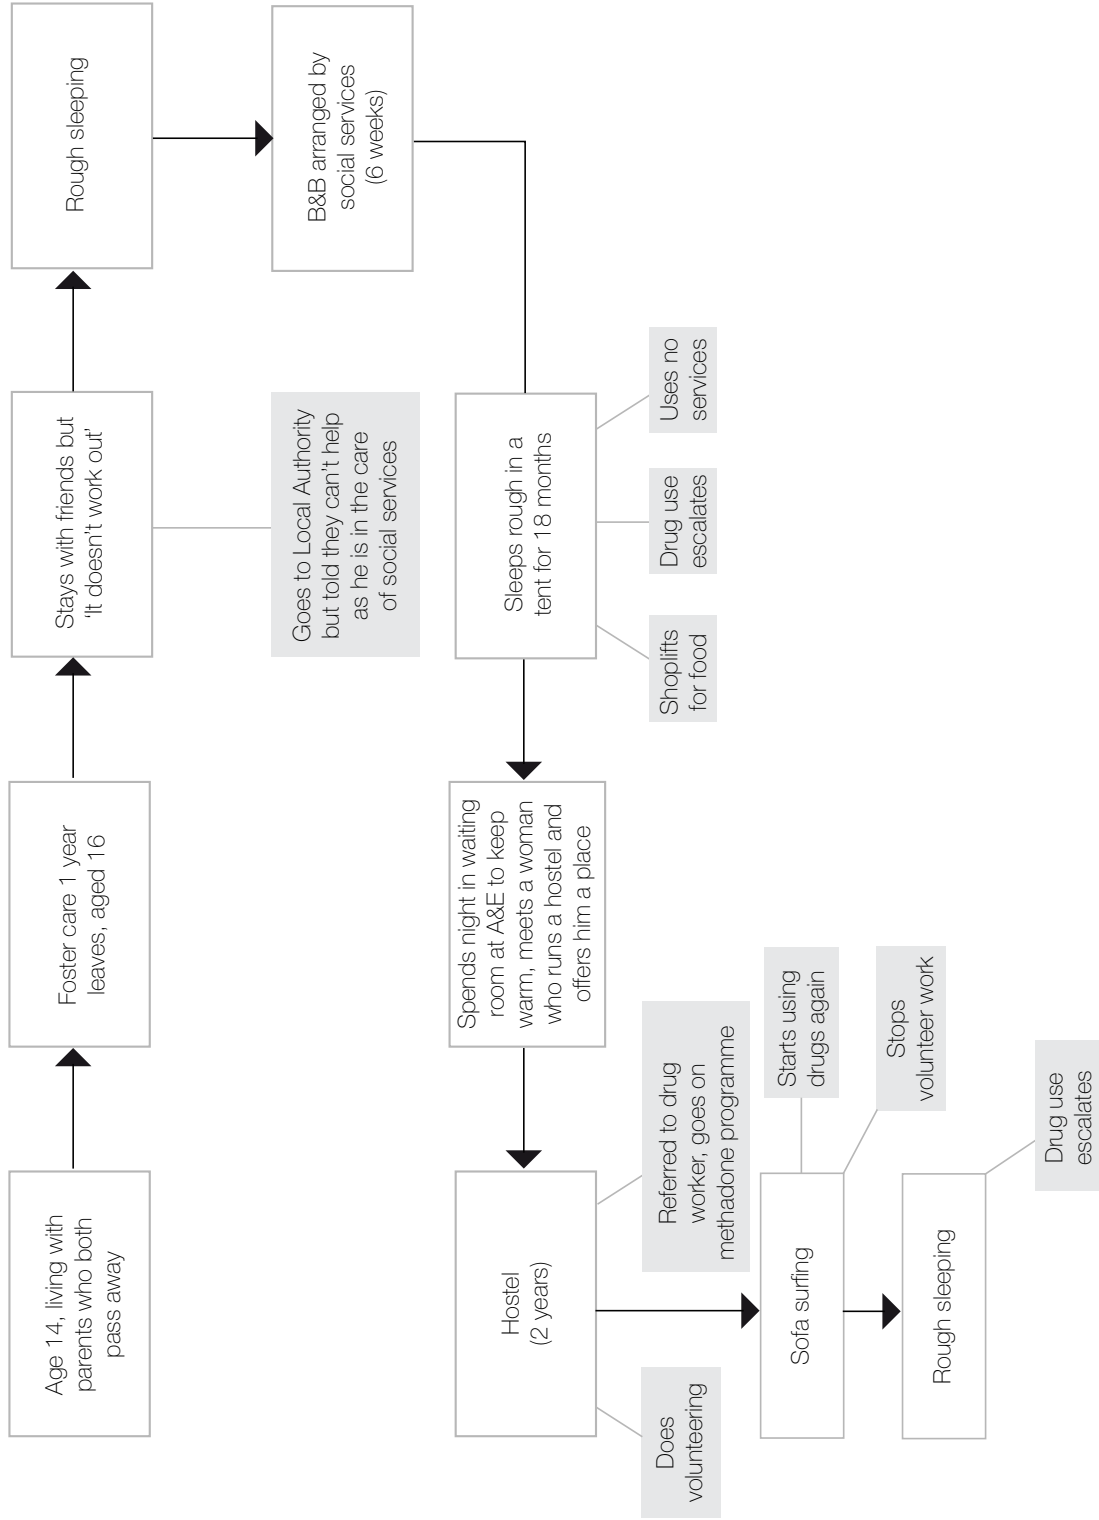 Age 14, living with
parents who both
pass away
Foster care 1 year
leaves, aged 16
Stays with friends but
‘It doesn’t work out’
Goes to Local Authority
but told they can’t help
as he is in the care
of social services
Rough sleeping
B&B arranged by
social services
(6 weeks)
Sleeps rough in a
tent for 18 months
Shoplifts
for food
Drug use
escalates
Uses no
services
Spends night in waiting
room at A&E to keep
warm, meets a woman
who runs a hostel and
offers him a place
Hostel
(2 years)
Does
volunteering
Referred to drug
worker, goes on
methadone programme
Sofa surfing
Starts using
drugs again
Stops
volunteer work
Rough sleeping
Drug use
escalates